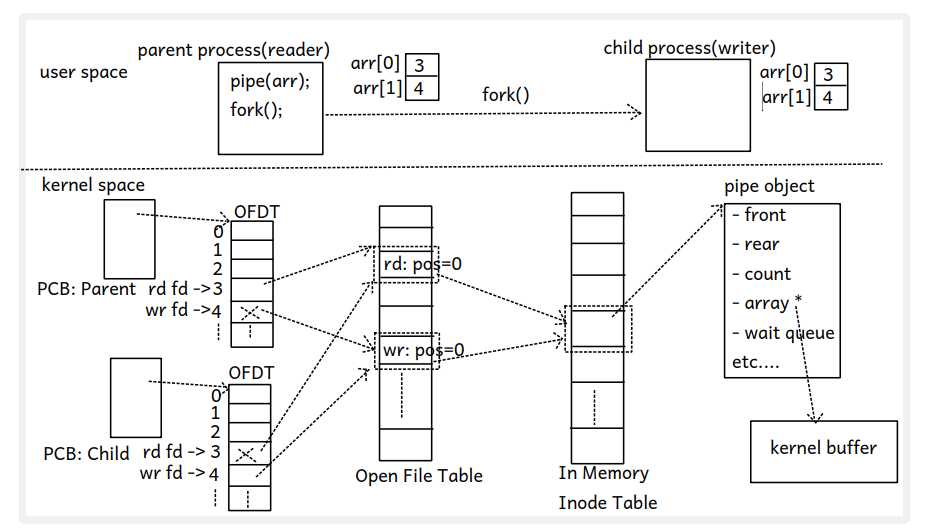 parent process(reader)
child process(writer)
user space
pipe(arr);
fork();
arr[0] 3
arr[1] 4
fork()
arr[0] 3
arr[1] 4
kernel space
pipe object
OFDT
0
1
2
PCB: Parent rd fd ->3
wr fd ->4
rd: pos=0
wr: pos=0
- front
- rear
- count
- array *
- wait queue
etc....
OFDT
0
1
2
PCB: Child rd fd -> 3
wr fd -> 4
kernel buffer
Open File Table
In Memory
Inode Table